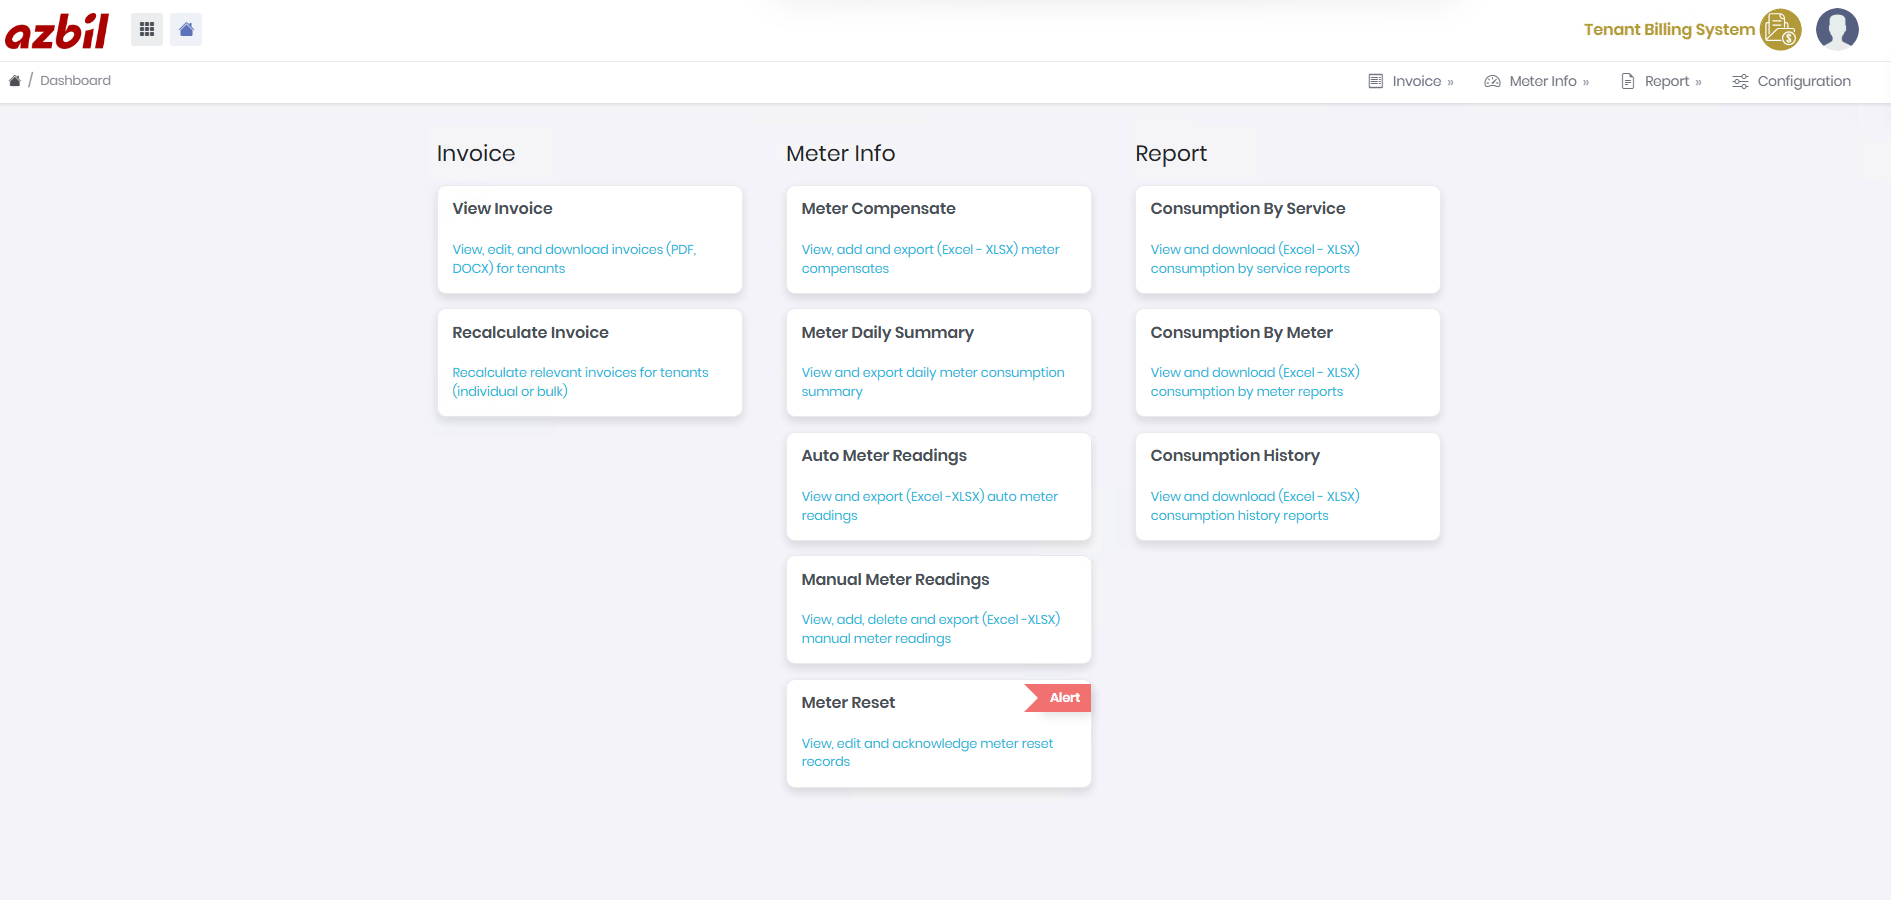 azbil
Tenant Billing System
/ Dashboard
Invoice »
Meter Info »
Report »
Configuration
Invoice
View Invoice
View, edit, and download invoices (PDF,
DOCX) for tenants
Recalculate Invoice
Recalculate relevant invoices for tenants
(individual or bulk)
Meter Info
Meter Compensate
View, add and export (Excel - XLSX) meter
compensates
Meter Daily Summary
View and export daily meter consumption
summary
Auto Meter Readings
View and export (Excel -XLSX) auto meter
readings
Manual Meter Readings
View, add, delete and export (Excel -XLSX)
manual meter readings
Meter Reset
Alert
View, edit and acknowledge meter reset
records
Report
Consumption By Service
View and download (Excel - XLSX)
consumption by service reports
Consumption By Meter
View and download (Excel - XLSX)
consumption by meter reports
Consumption History
View and download (Excel - XLSX)
consumption history reports